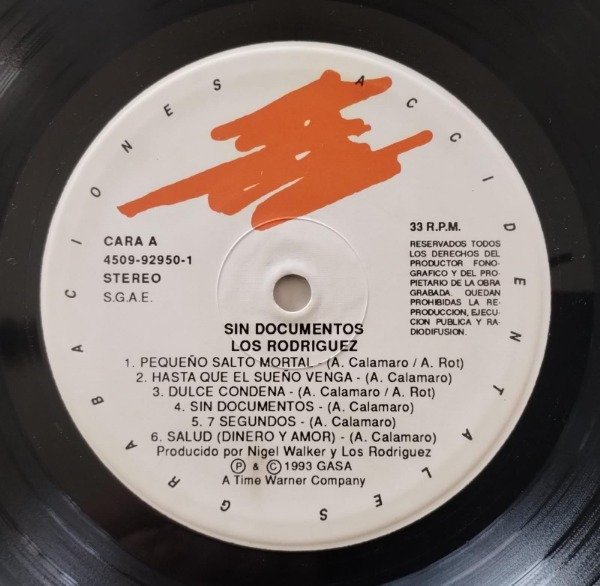 GRABACIONES ACCIDENTALES
CARA A
4509-92950-1
STEREO
S.G.A.E.
33 R.P.M.
RESERVADOS TODOS
LOS DERECHOS DEL
PRODUCTOR FONO-
GRAFICO Y DEL PRO-
PIETARIO DE LA OBRA
GRABADA. QUEDAN
PROHIBIDAS LA RE-
PRODUCCION, EJECU-
CION PUBLICA Y RA-
DIODIFUSION.
SIN DOCUMENTOS
LOS RODRIGUEZ
1. PEQUEÑO SALTO MORTAL - (A. Calamaro / A. Rot)
2. HASTA QUE EL SUEÑO VENGA - (A. Calamaro)
3. DULCE CONDENA - (A. Calamaro / A. Rot)
4. SIN DOCUMENTOS - (A. Calamaro)
5. 7 SEGUNDOS - (A. Calamaro)
6. SALUD (DINERO Y AMOR) - (A. Calamaro)
Producido por Nigel Walker y Los Rodriguez
Ⓟ & Ⓒ 1993 GASA
A Time Warner Company